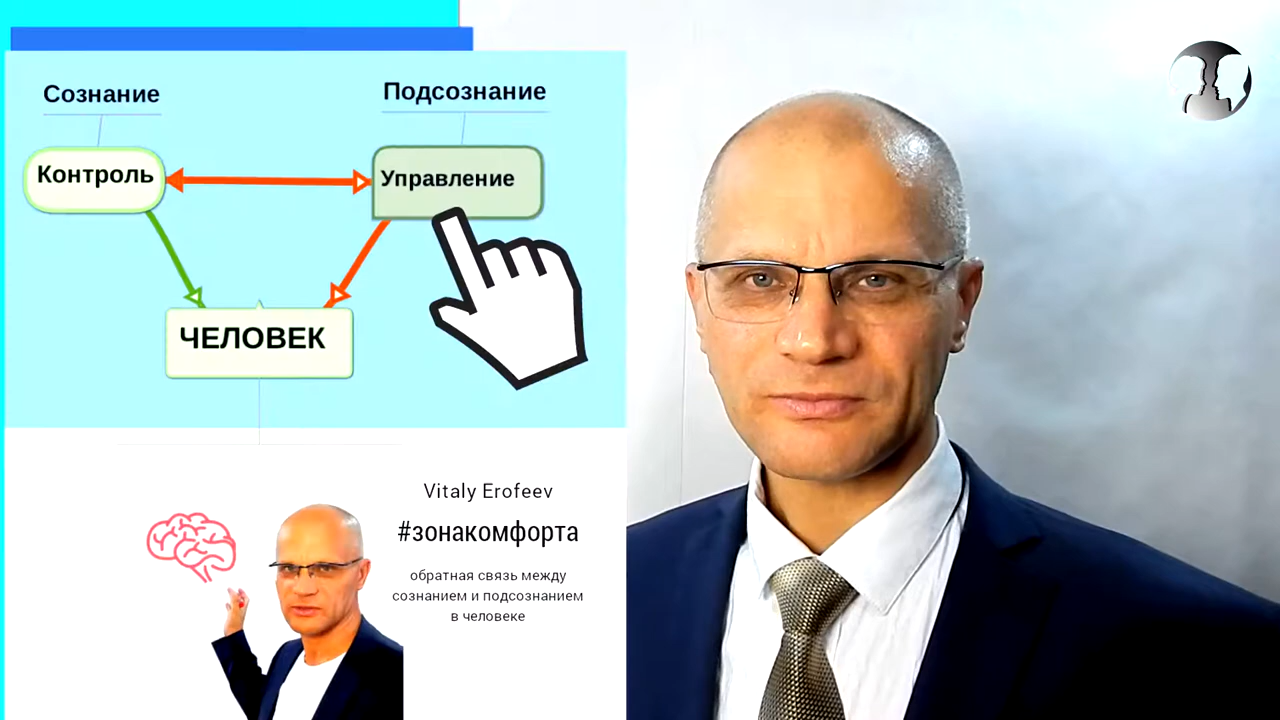 Сознание
Подсознание
Контроль
Управление
ЧЕЛОВЕК
Vitaly Erofeev
#зонакомфорта
обратная связь между
сознанием и подсознанием
в человеке